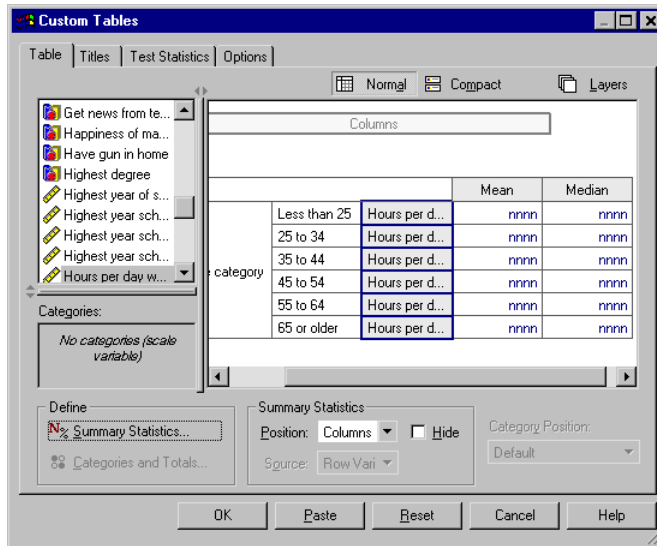 Custom Tables
Table Titles Test Statistics Options
Normal Compact Layers
Get news from te...
Happiness of ma...
Have gun in home
Highest degree
Highest year of s...
Highest year sch...
Highest year sch...
Highest year sch...
Hours per day w...
Categories:
No categories (scale
variable)
Columns
Mean Median
Less than 25 Hours per d... nnnn nnnn
25 to 34 Hours per d... nnnn nnnn
35 to 44 Hours per d... nnnn nnnn
e category
45 to 54 Hours per d... nnnn nnnn
55 to 64 Hours per d... nnnn nnnn
65 or older Hours per d... nnnn nnnn
Define
N% Summary Statistics...
Categories and Totals...
Summary Statistics
Position: Columns Hide
Source: Row Vari
Category Position:
Default
OK Paste Reset Cancel Help